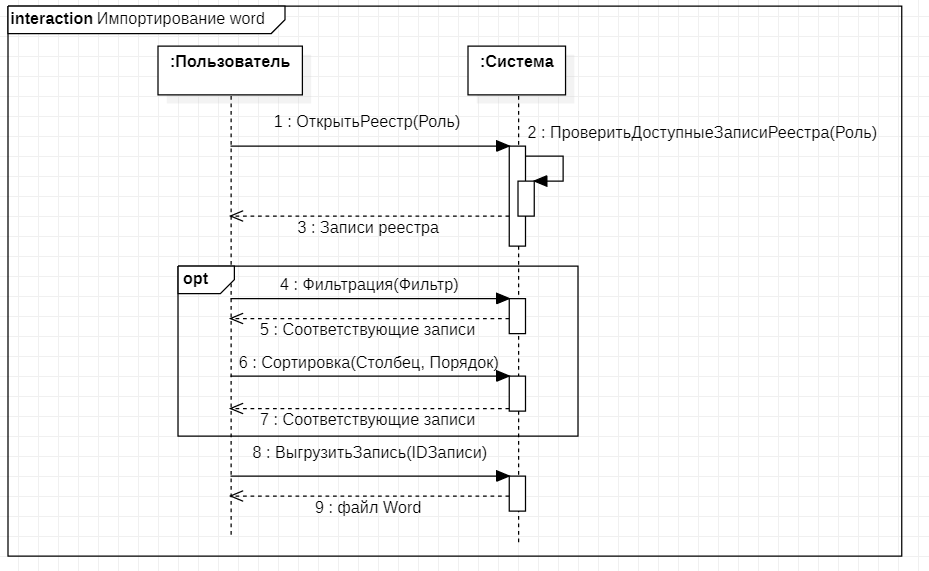 interaction Импортирование word
:Пользователь
:Система
1 : ОткрытьРеестр(Роль)
2 : ПроверитьДоступныеЗаписиРеестра(Роль)
3 : Записи реестра
opt
4 : Фильтрация(Фильтр)
5 : Соответствующие записи
6 : Сортировка(Столбец, Порядок)
7 : Соответствующие записи
8 : ВыгрузитьЗапись(IDЗаписи)
9 : файл Word